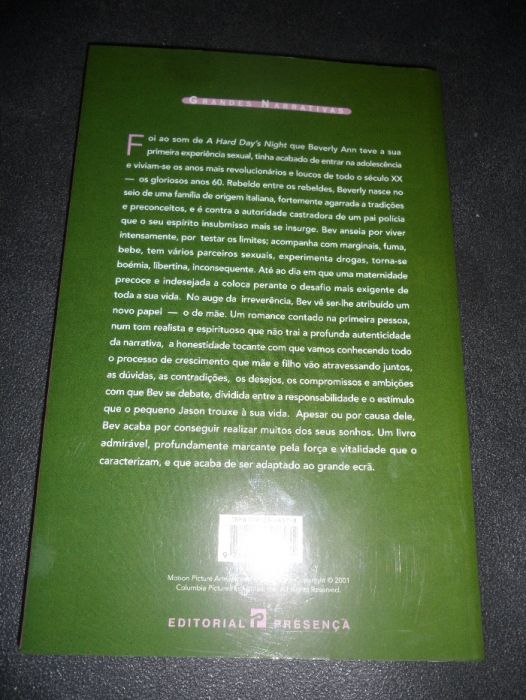 GRANDES NARRATIVAS
Foi ao som de A Hard Day's Night que Beverly Ann teve a sua
primeira experiência sexual, tinha acabado de entrar na adolescência
e viviam-se os anos mais revolucionários e loucos de todo o século XX
— os gloriosos anos 60. Rebelde entre os rebeldes, Beverly nasce no
seio de uma família de origem italiana, fortemente agarrada a tradições
e preconceitos, e é contra a autoridade castradora de um pai polícia
que o seu espírito insubmisso mais se insurge. Bev anseia por viver
intensamente, por testar os limites; acompanha com marginais, fuma,
bebe, tem vários parceiros sexuais, experimenta drogas, torna-se
boémia, libertina, inconsequente. Até ao dia em que uma maternidade
precoce e indesejada a coloca perante o desafio mais exigente de
toda a sua vida. No auge da irreverência, Bev vê ser-lhe atribuído um
novo papel — o de mãe. Um romance contado na primeira pessoa,
num tom realista e espirituoso que não trai a profunda autenticidade
da narrativa, a honestidade tocante com que vamos conhecendo todo
o processo de crescimento que mãe e filho vão atravessando juntos,
as dúvidas, as contradições, os desejos, os compromissos e ambições
com que Bev se debate, dividida entre a responsabilidade e o estímulo
que o pequeno Jason trouxe à sua vida. Apesar ou por causa dele,
Bev acaba por conseguir realizar muitos dos seus sonhos. Um livro
admirável, profundamente marcante pela força e vitalidade que o
caracterizam, e que acaba de ser adaptado ao grande ecrã.
Motion Picture © 2001
Columbia All Rights Reserved.
EDITORIAL PRESENÇA